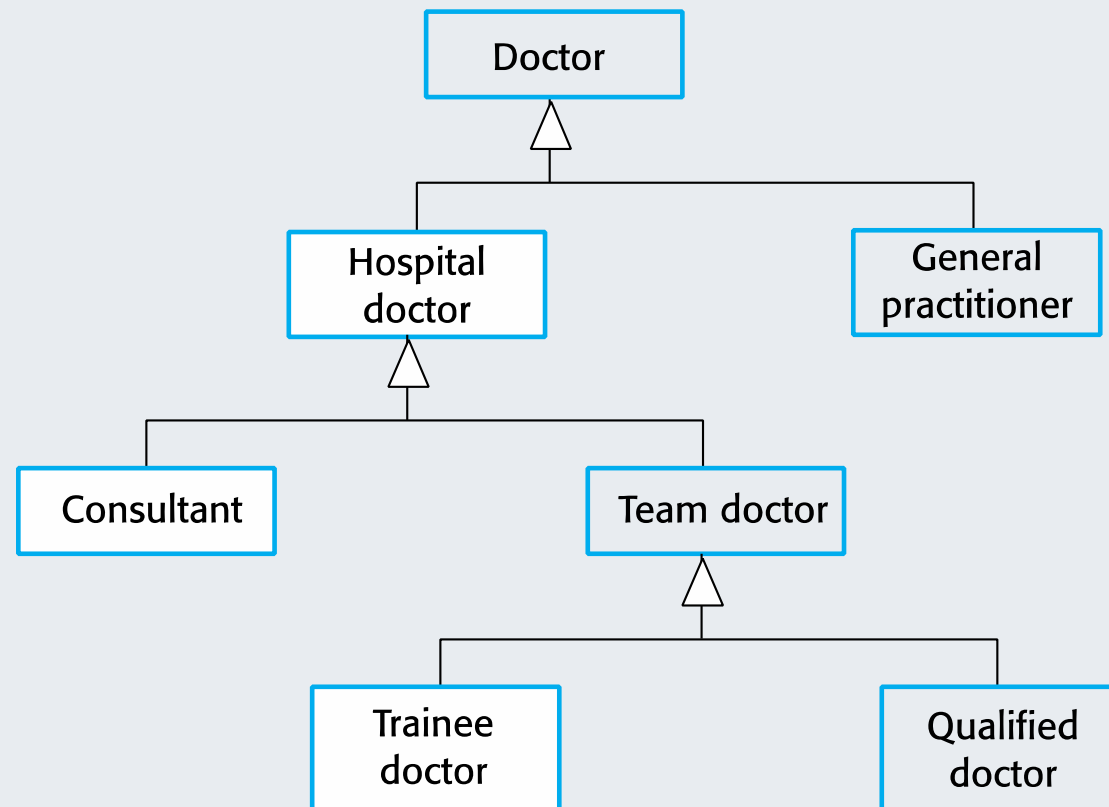 Doctor
Hospital
doctor
General
practitioner
Consultant
Team doctor
Trainee
doctor
Qualified
doctor